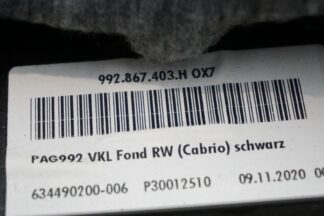 992.867.403.H OX7
PAG992 VKL Fond RW (Cabrio) schwarz
634490200-006 P30012510 09.11.2020